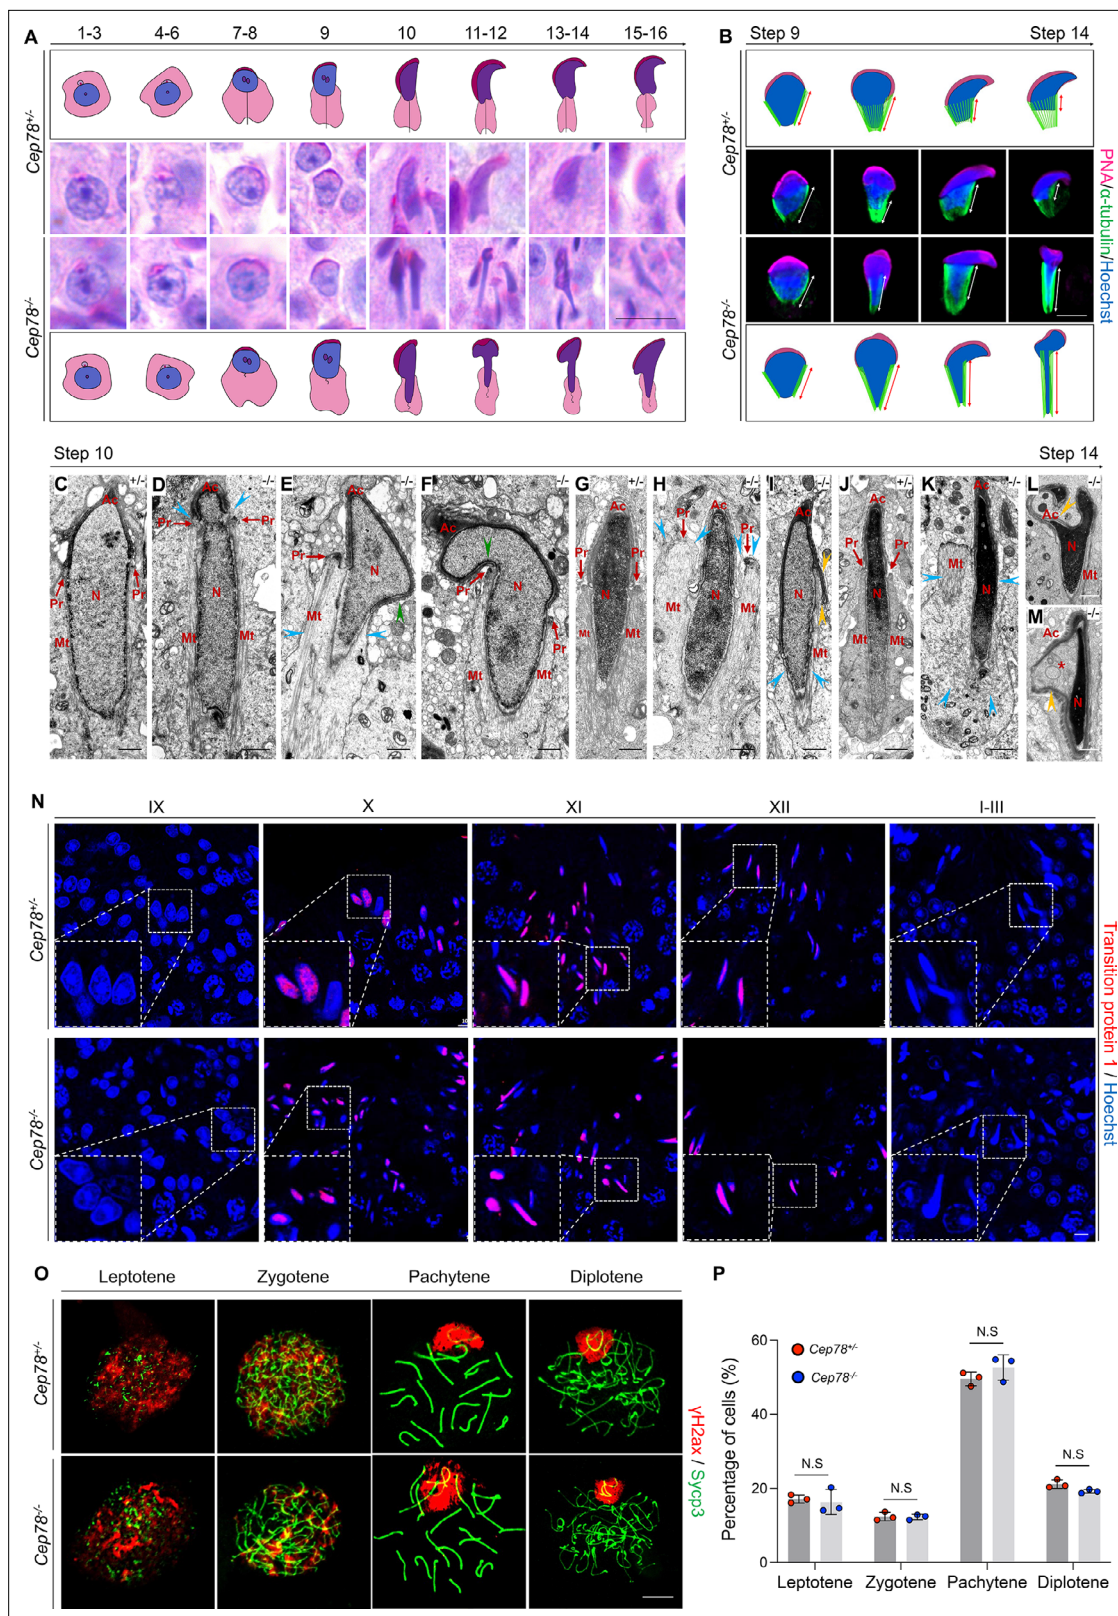 A
1-3 4-6 7-8 9 10 11-12 13-14 15-16
Cep78+/-
Cep78-/-
B
Step 9 Step 14
Cep78+/-
Cep78-/-
PNA/α-tubulin/Hoechst
Step 10 Step 14
C +/- Ac Pr Pr N Mt Mt
D -/- Ac Pr Pr N Mt Mt
E -/- Ac Pr N Mt
F -/- Ac Pr Pr N Mt Mt
G +/- Ac Pr Pr N Mt Mt
H -/- Ac Pr Pr N Mt Mt
I -/- Ac N
J +/- Ac Pr Pr N Mt Mt
K -/- Ac Mt N
L -/- Ac N
M -/- Ac * N
N
IX X XI XII I-III
Cep78+/-
Cep78-/-
Transition protein 1 / Hoechst
O
Leptotene Zygotene Pachytene Diplotene
Cep78+/-
Cep78-/-
γH2ax / Sycp3
P
Percentage of cells (%)
60
40
20
0
Cep78+/-
Cep78-/-
N.S
N.S
N.S
N.S
Leptotene Zygotene Pachytene Diplotene